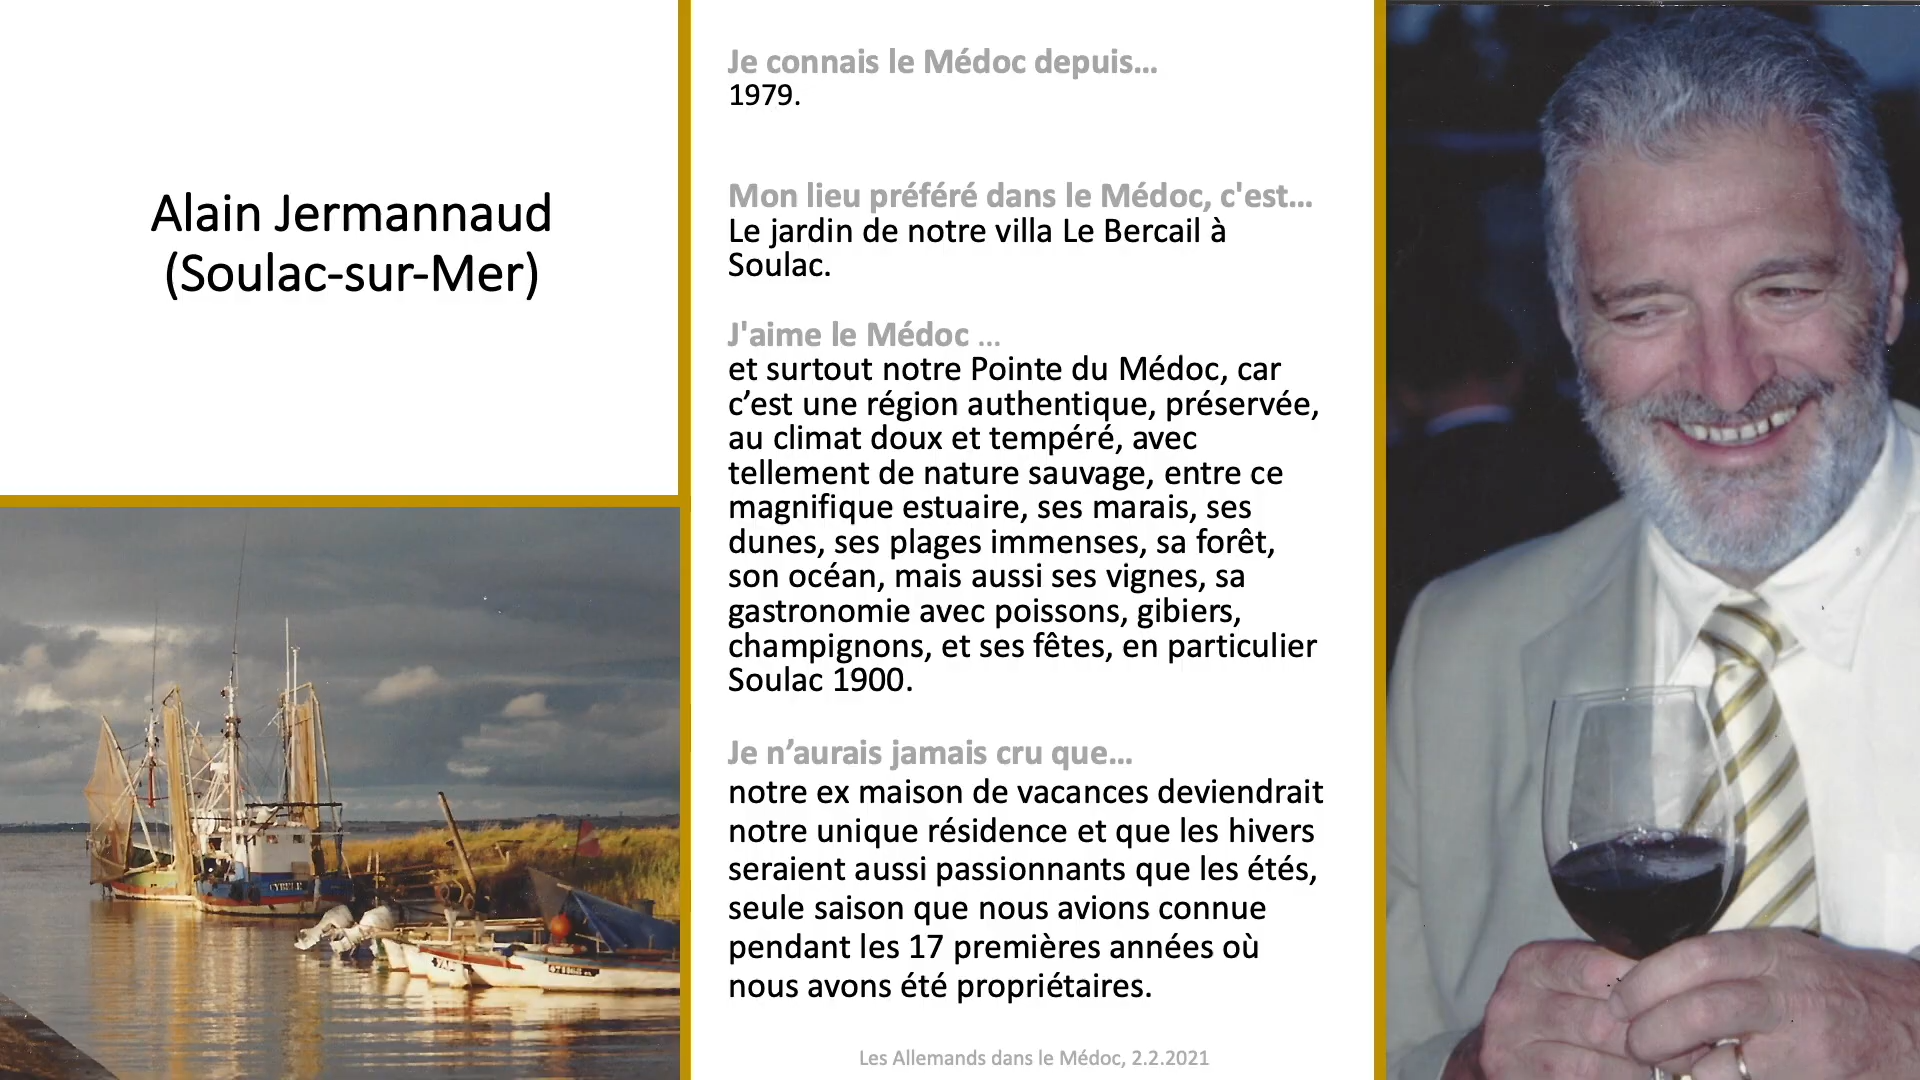 Alain Jermannaud
(Soulac-sur-Mer)
Je connais le Médoc depuis...
1979.
Mon lieu préféré dans le Médoc, c'est...
Le jardin de notre villa Le Bercail à
Soulac.
J'aime le Médoc ...
et surtout notre Pointe du Médoc, car
c’est une région authentique, préservée,
au climat doux et tempéré, avec
tellement de nature sauvage, entre ce
magnifique estuaire, ses marais, ses
dunes, ses plages immenses, sa forêt,
son océan, mais aussi ses vignes, sa
gastronomie avec poissons, gibiers,
champignons, et ses fêtes, en particulier
Soulac 1900.
Je n’aurais jamais cru que...
notre ex maison de vacances deviendrait
notre unique résidence et que les hivers
seraient aussi passionnants que les étés,
seule saison que nous avions connue
pendant les 17 premières années où
nous avons été propriétaires.
Les Allemands dans le Médoc, 2.2.2021
CYBULE